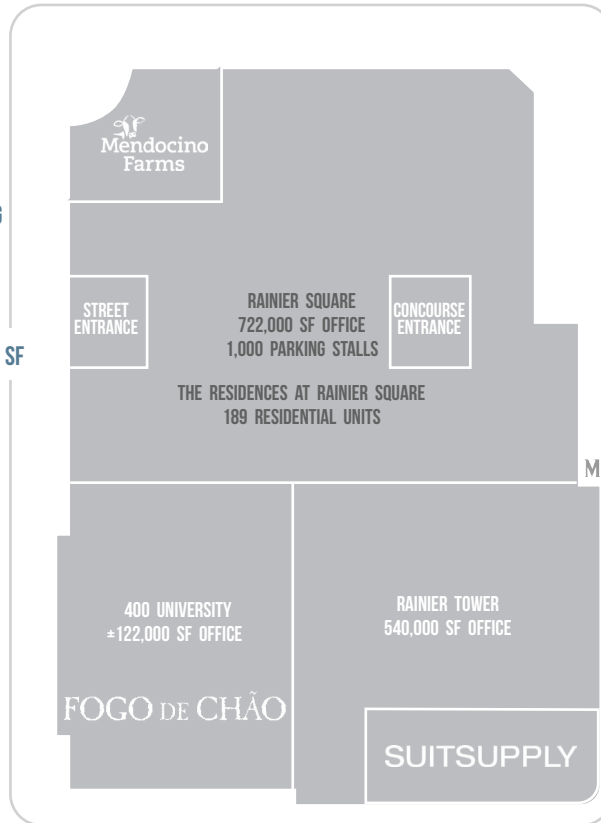 Mendocino
Farms
STREET
ENTRANCE
RAINIER SQUARE
722,000 SF OFFICE
1,000 PARKING STALLS
CONCOURSE
ENTRANCE
SF
THE RESIDENCES AT RAINIER SQUARE
189 RESIDENTIAL UNITS
400 UNIVERSITY
±122,000 SF OFFICE
RAINIER TOWER
540,000 SF OFFICE
FOGO DE CHÃO
SUITSUPPLY